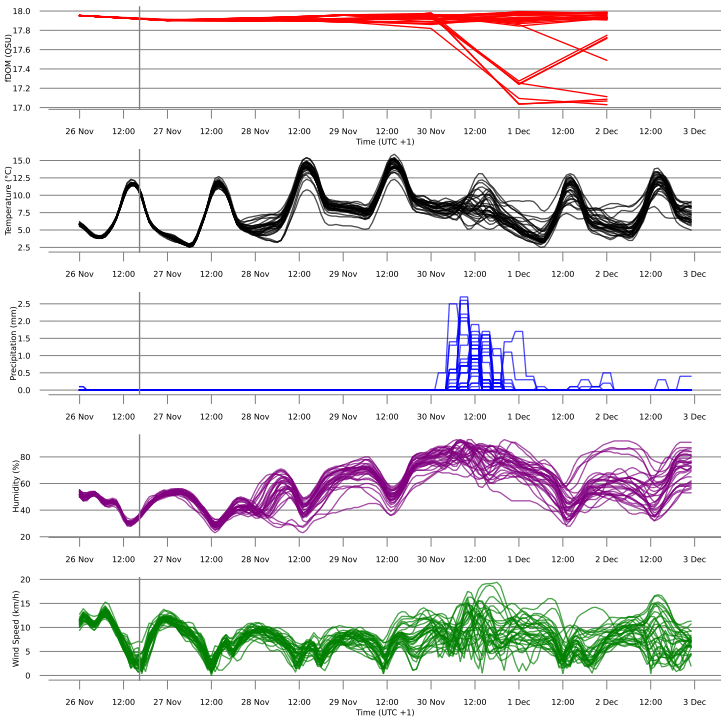 18.0
17.8
17.6
17.4
17.2
17.0
fDOM (QSU)
26 Nov 12:00 27 Nov 12:00 28 Nov 12:00 29 Nov 12:00 30 Nov 12:00 1 Dec 12:00 2 Dec 12:00 3 Dec
Time (UTC +1)
15.0
12.5
10.0
7.5
5.0
2.5
Temperature (°C)
26 Nov 12:00 27 Nov 12:00 28 Nov 12:00 29 Nov 12:00 30 Nov 12:00 1 Dec 12:00 2 Dec 12:00 3 Dec
2.5
2.0
1.5
1.0
0.5
0.0
Precipitation (mm)
26 Nov 12:00 27 Nov 12:00 28 Nov 12:00 29 Nov 12:00 30 Nov 12:00 1 Dec 12:00 2 Dec 12:00 3 Dec
80
60
40
20
Humidity (%)
26 Nov 12:00 27 Nov 12:00 28 Nov 12:00 29 Nov 12:00 30 Nov 12:00 1 Dec 12:00 2 Dec 12:00 3 Dec
20
15
10
5
0
Wind Speed (km/h)
26 Nov 12:00 27 Nov 12:00 28 Nov 12:00 29 Nov 12:00 30 Nov 12:00 1 Dec 12:00 2 Dec 12:00 3 Dec
Time (UTC +1)